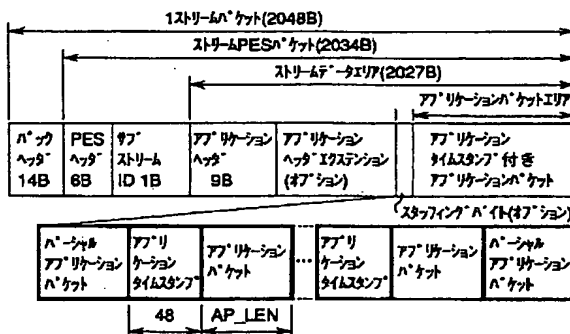 1ストリームパケット(2048B)
ストリームPESパケット(2034B)
ストリームデータエリア(2027B)
アプリケーションパケットエリア
パック
ヘッダ
14B
PES
ヘッダ
6B
サブ
ストリーム
ID 1B
アプリケーション
ヘッダ
9B
アプリケーション
ヘッダエクステンション
(オプション)
アプリケーション
タイムスタンプ付き
アプリケーションパケット
スタッフィングバイト(オプション)
パーシャル
アプリケーション
パケット
アプリ
ケーション
タイムスタンプ
アプリケーション
パケット
…
アプリ
ケーション
タイムスタンプ
アプリケーション
パケット
パーシャル
アプリケーション
パケット
48
AP_LEN